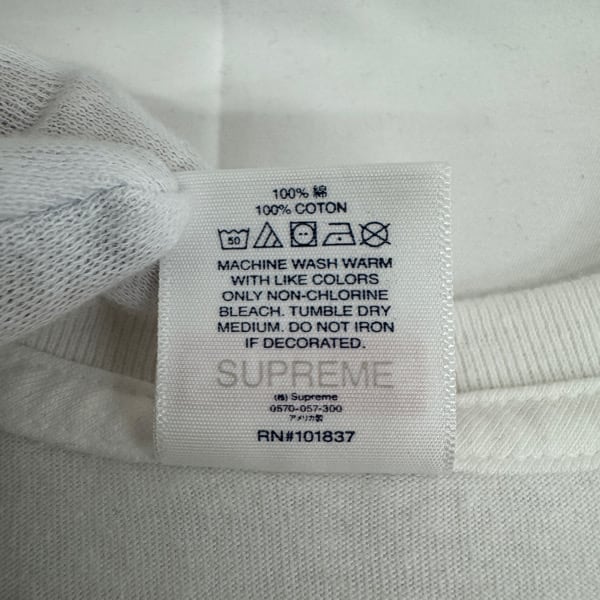 100% 綿
100% COTON
50
MACHINE WASH WARM
WITH LIKE COLORS
ONLY NON-CHLORINE
BLEACH. TUMBLE DRY
MEDIUM. DO NOT IRON
IF DECORATED.
SUPREME
(株) Supreme
0570-057-300
アメリカ製
RN#101837